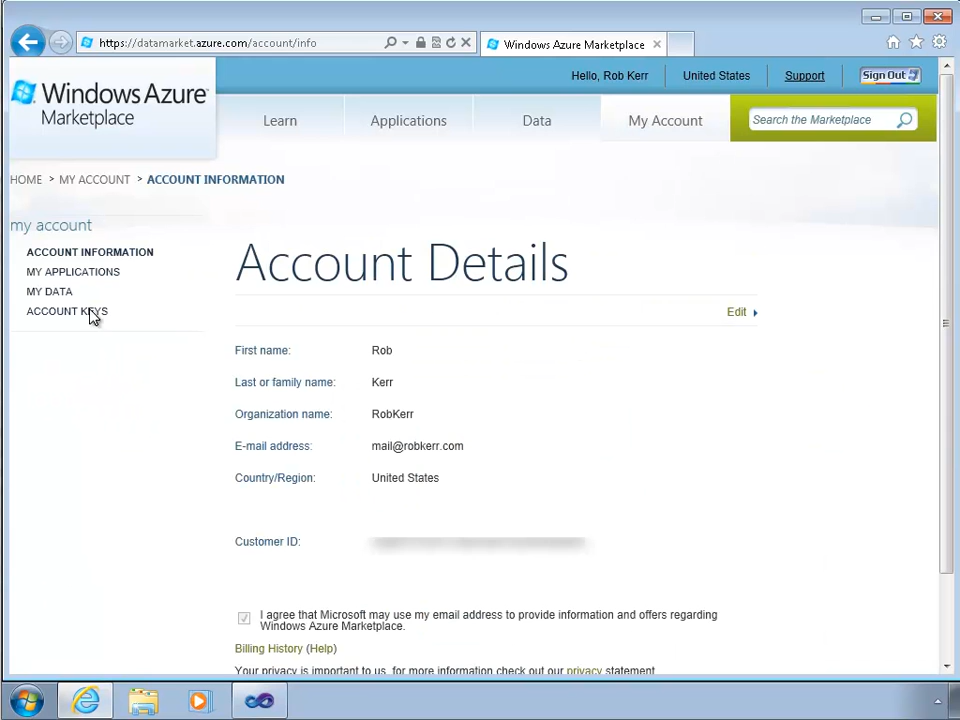 https://datamarket.azure.com/account/info
Windows Azure Marketplace
Hello, Rob Kerr
United States
Support
Sign Out
Windows Azure
Marketplace
Learn
Applications
Data
My Account
Search the Marketplace
HOME > MY ACCOUNT > ACCOUNT INFORMATION
my account
ACCOUNT INFORMATION
MY APPLICATIONS
MY DATA
ACCOUNT KEYS
Account Details
Edit
First name: Rob
Last or family name: Kerr
Organization name: RobKerr
E-mail address: mail@robkerr.com
Country/Region: United States
Customer ID:
I agree that Microsoft may use my email address to provide information and offers regarding
Windows Azure Marketplace.
Billing History (Help)
Your privacy is important to us, for more information check out our privacy statement